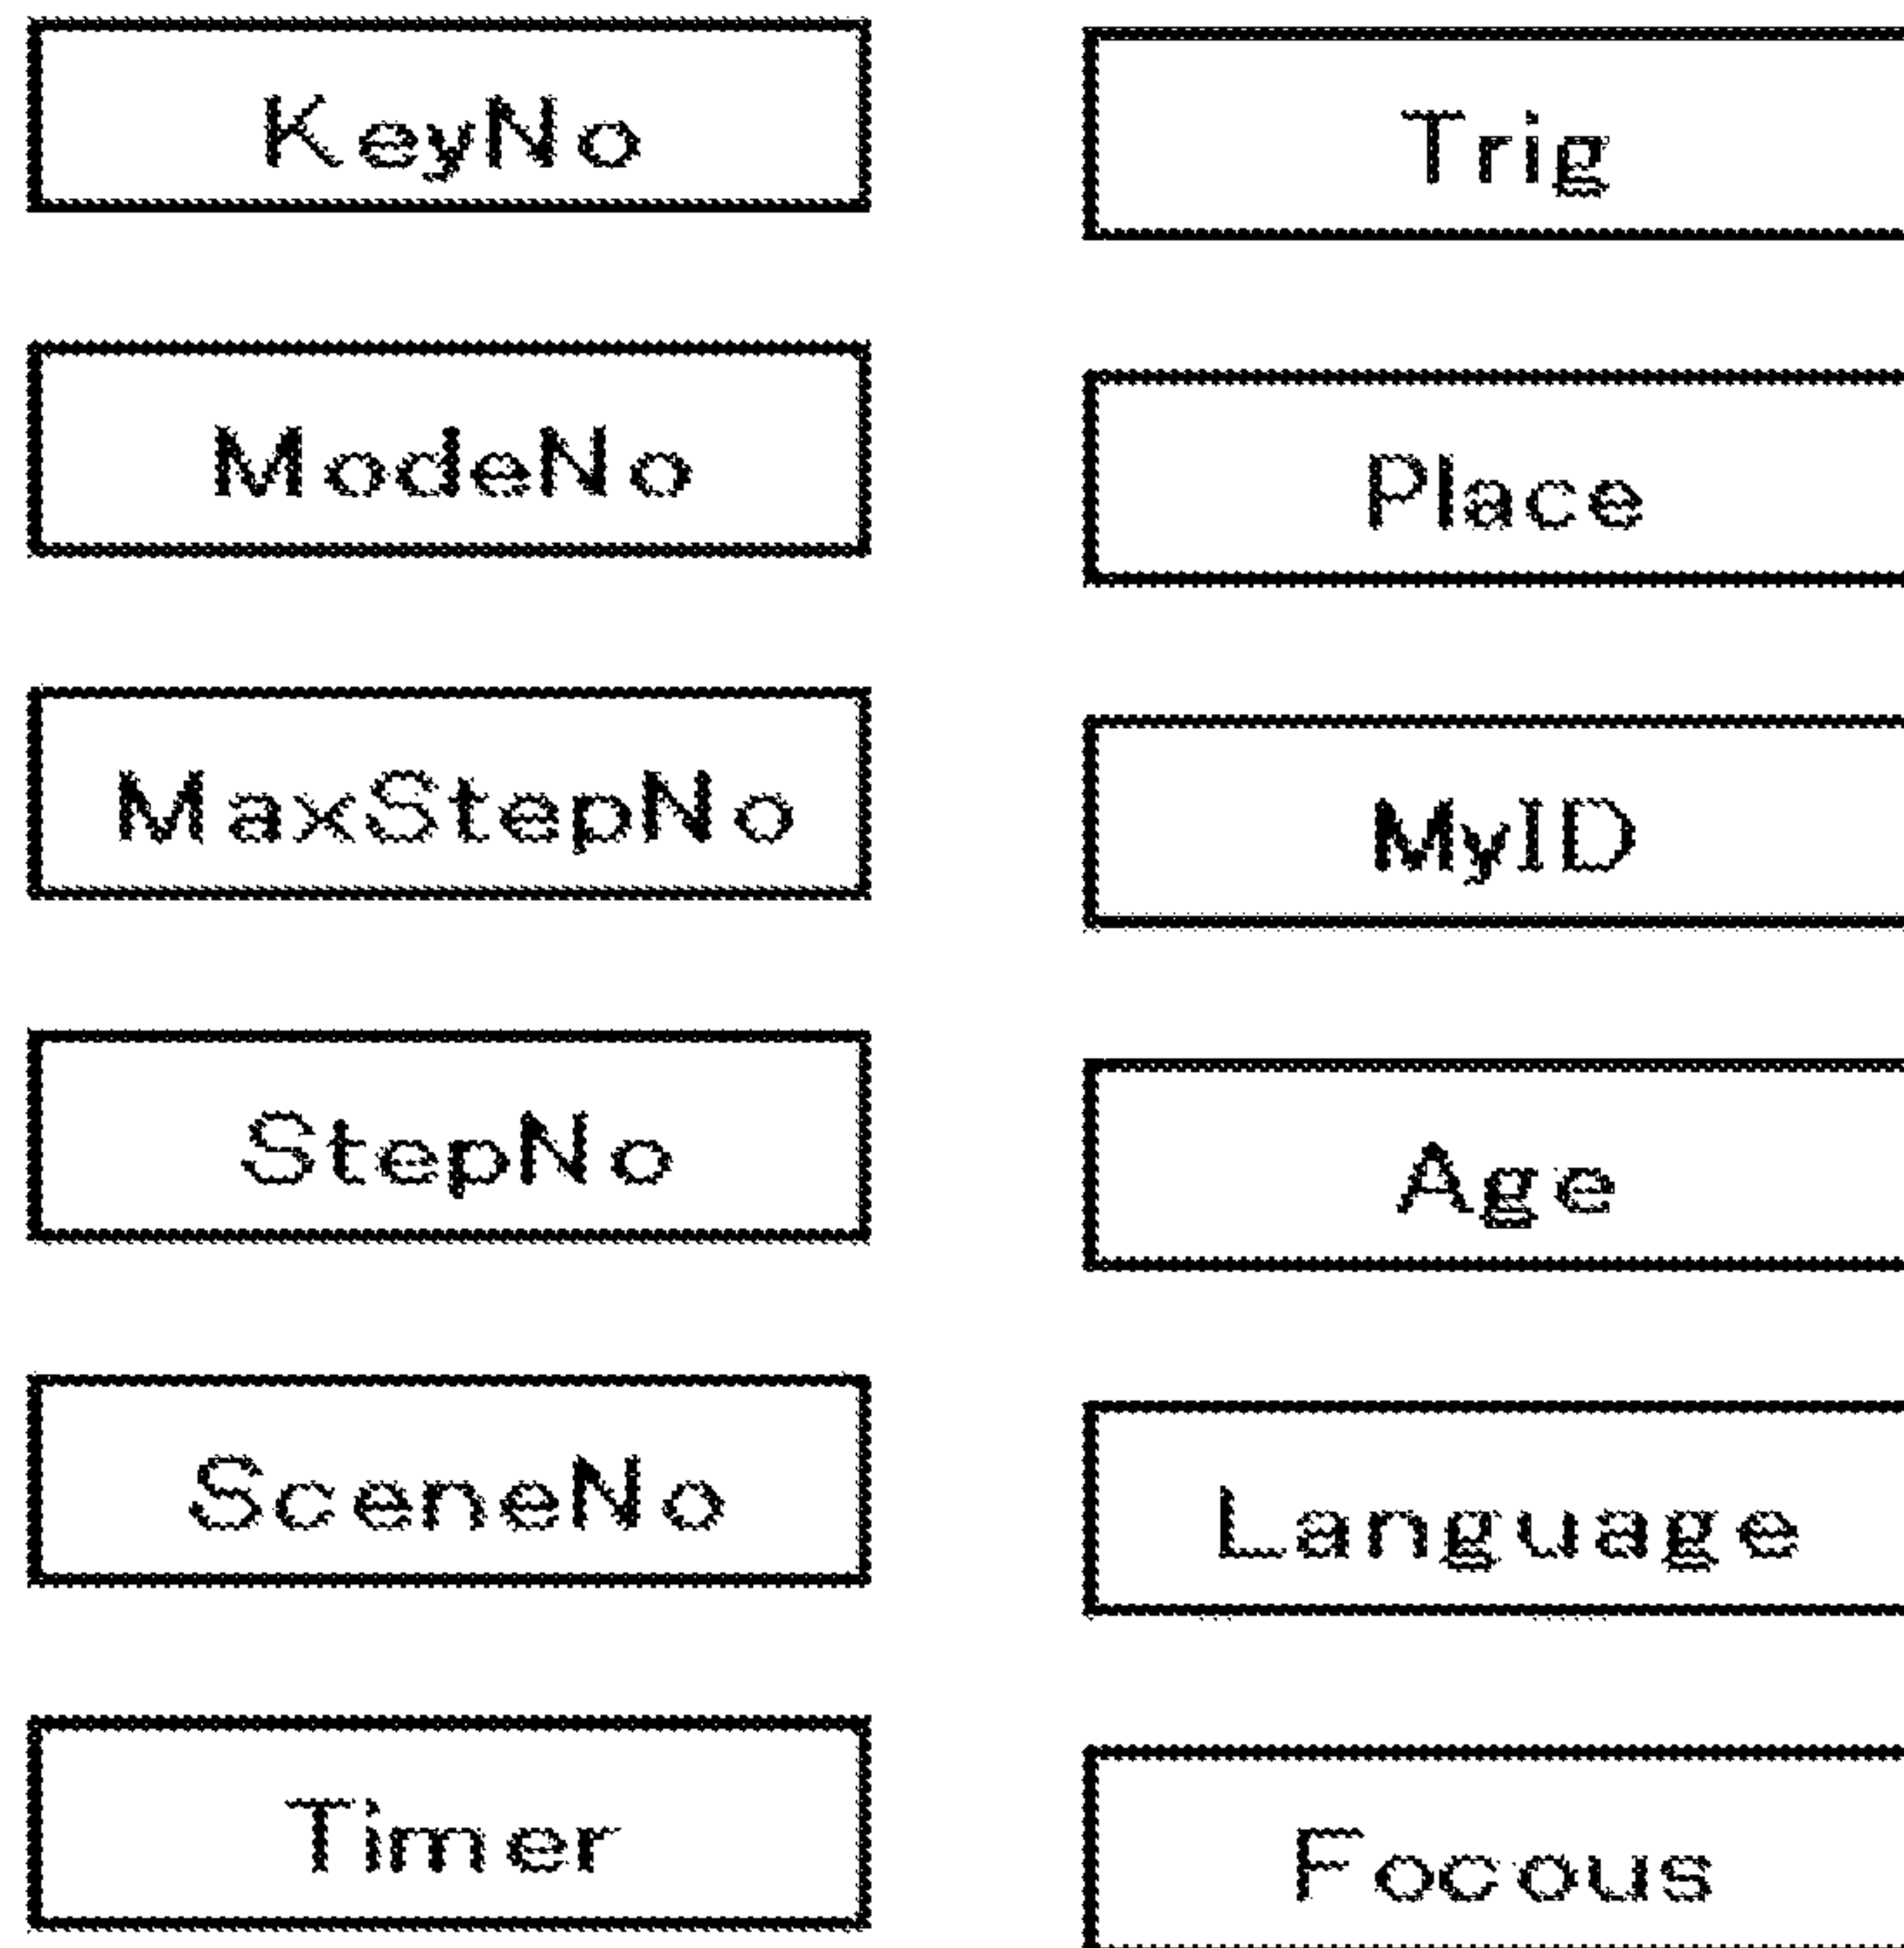 KeyNo
ModeNo
MaxStepNo
StepNo
SceneNo
Timer
Trig
Place
MyID
Age
Language
Focous